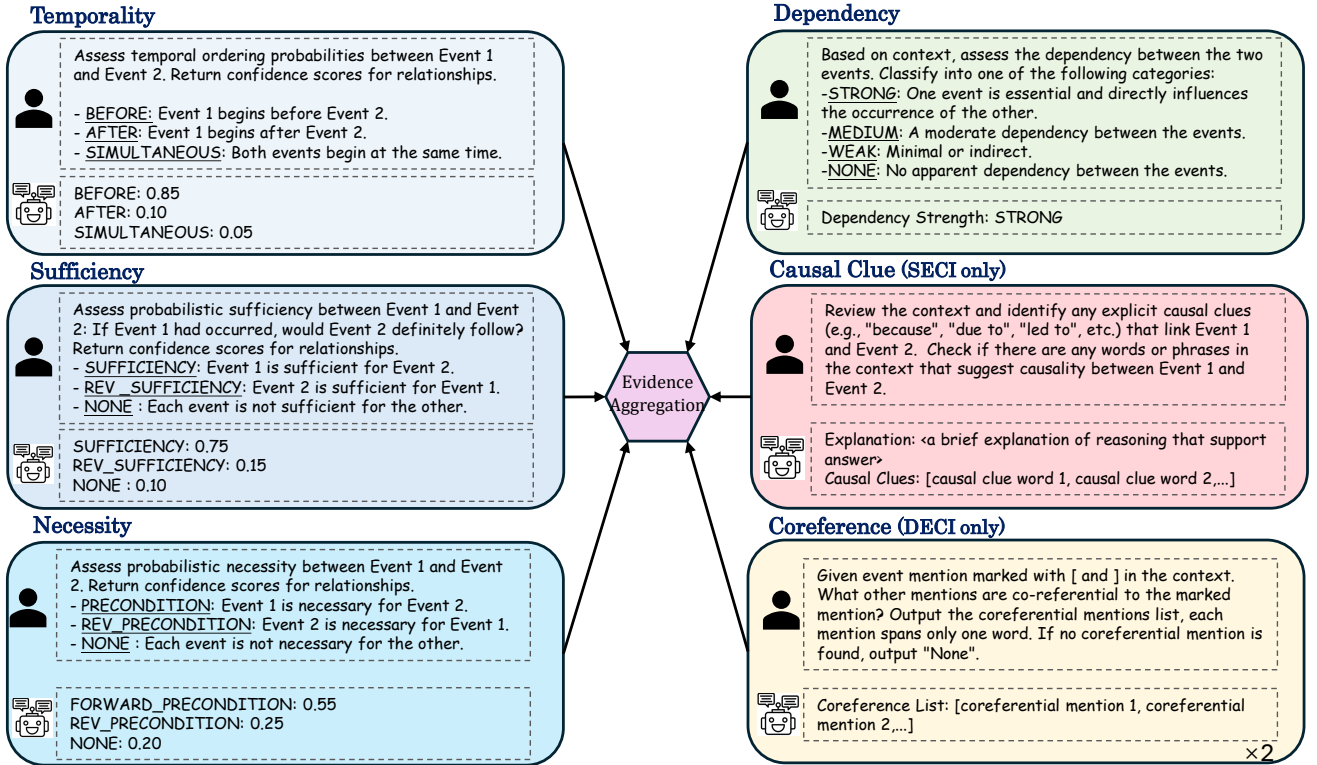 Temporality
Assess temporal ordering probabilities between Event 1
and Event 2. Return confidence scores for relationships.
- BEFORE: Event 1 begins before Event 2.
- AFTER: Event 1 begins after Event 2.
- SIMULTANEOUS: Both events begin at the same time.
BEFORE: 0.85
AFTER: 0.10
SIMULTANEOUS: 0.05
Sufficiency
Assess probabilistic sufficiency between Event 1 and Event
2: If Event 1 had occurred, would Event 2 definitely follow?
Return confidence scores for relationships.
- SUFFICIENCY: Event 1 is sufficient for Event 2.
- REV_SUFFICIENCY: Event 2 is sufficient for Event 1.
- NONE : Each event is not sufficient for the other.
SUFFICIENCY: 0.75
REV_SUFFICIENCY: 0.15
NONE : 0.10
Necessity
Assess probabilistic necessity between Event 1 and Event
2. Return confidence scores for relationships.
- PRECONDITION: Event 1 is necessary for Event 2.
- REV_PRECONDITION: Event 2 is necessary for Event 1.
- NONE : Each event is not necessary for the other.
FORWARD_PRECONDITION: 0.55
REV_PRECONDITION: 0.25
NONE: 0.20
Evidence
Aggregation
Dependency
Based on context, assess the dependency between the two
events. Classify into one of the following categories:
-STRONG: One event is essential and directly influences
the occurrence of the other.
-MEDIUM: A moderate dependency between the events.
-WEAK: Minimal or indirect.
-NONE: No apparent dependency between the events.
Dependency Strength: STRONG
Causal Clue (SECI only)
Review the context and identify any explicit causal clues
(e.g., "because", "due to", "led to", etc.) that link Event 1
and Event 2. Check if there are any words or phrases in
the context that suggest causality between Event 1 and
Event 2.
Explanation: <a brief explanation of reasoning that support
answer>
Causal Clues: [causal clue word 1, causal clue word 2,...]
Coreference (DECI only)
Given event mention marked with [ and ] in the context.
What other mentions are co-referential to the marked
mention? Output the coreferential mentions list, each
mention spans only one word. If no coreferential mention is
found, output "None".
Coreference List: [coreferential mention 1, coreferential
mention 2,...]
×2